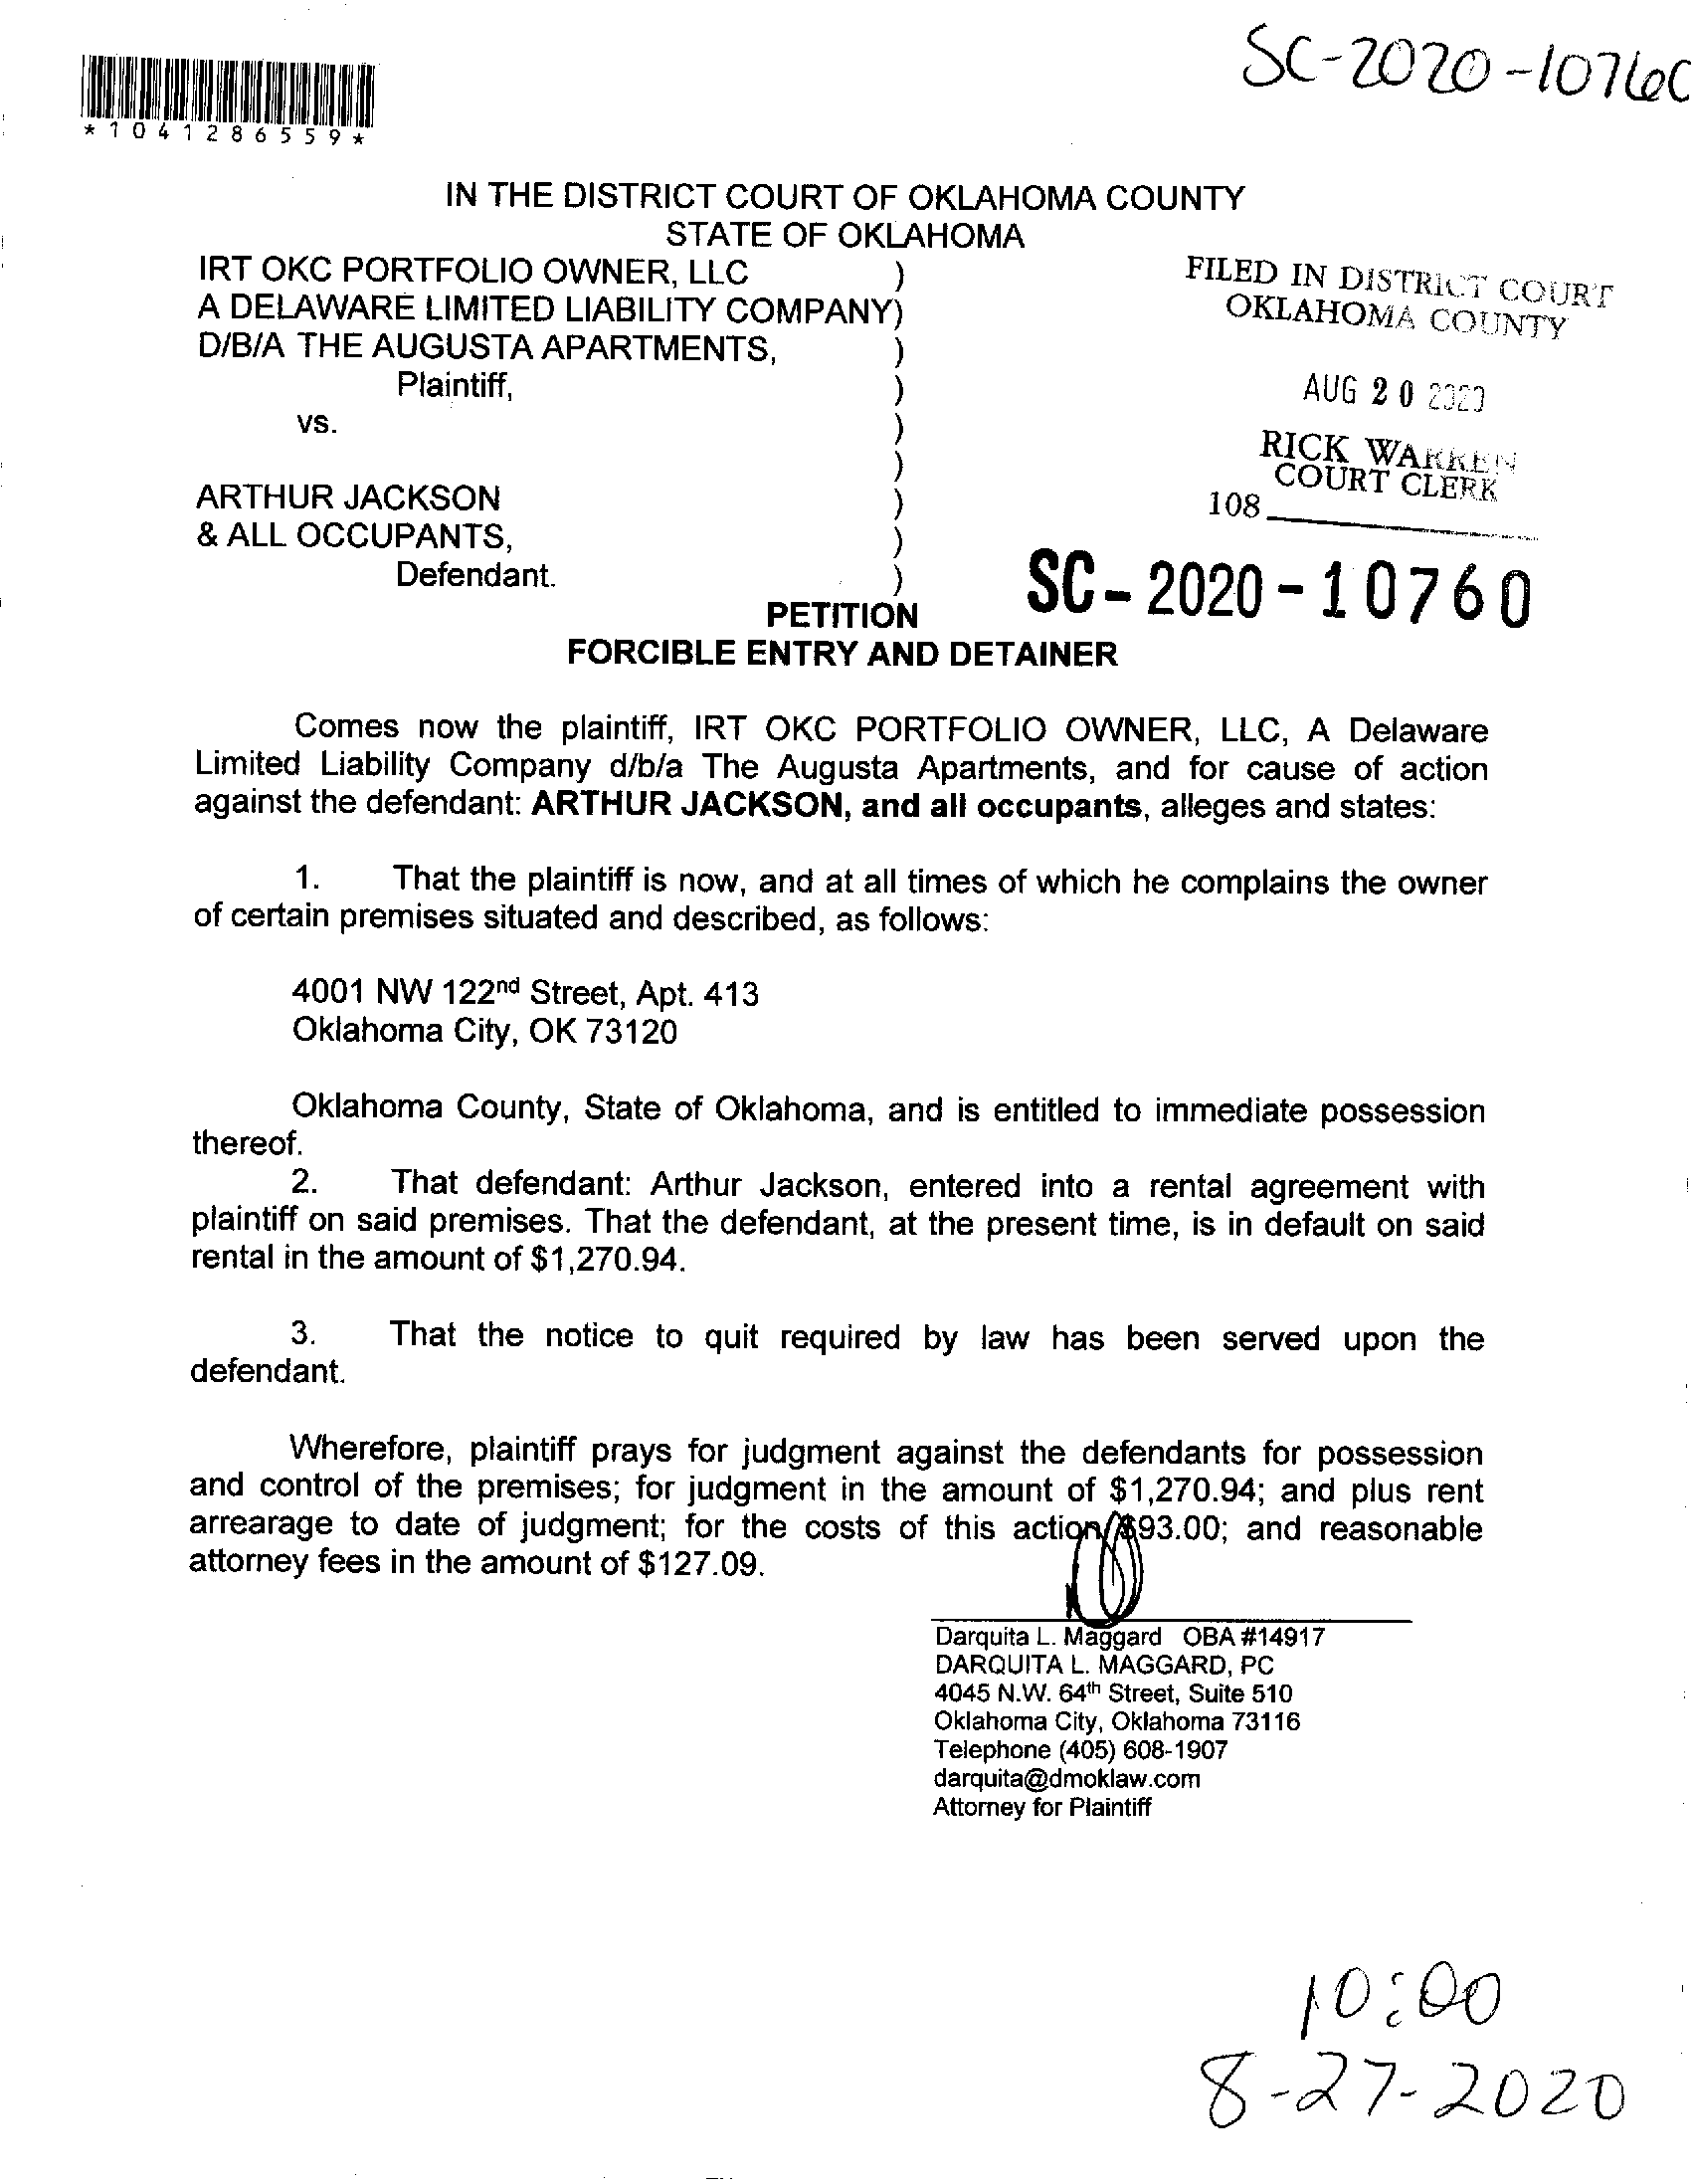 SC-2020-10760
*1041286559*
IN THE DISTRICT COURT OF OKLAHOMA COUNTY
STATE OF OKLAHOMA
IRT OKC PORTFOLIO OWNER, LLC )
A DELAWARE LIMITED LIABILITY COMPANY)
D/B/A THE AUGUSTA APARTMENTS, )
Plaintiff, )
vs. )
)
ARTHUR JACKSON )
& ALL OCCUPANTS, )
Defendant. )
FILED IN DISTRICT COURT
OKLAHOMA COUNTY
AUG 20 2020
RICK WARREN
COURT CLERK
108
SC-2020-10760
PETITION
FORCIBLE ENTRY AND DETAINER
Comes now the plaintiff, IRT OKC PORTFOLIO OWNER, LLC, A Delaware
Limited Liability Company d/b/a The Augusta Apartments, and for cause of action
against the defendant: ARTHUR JACKSON, and all occupants, alleges and states:
1. That the plaintiff is now, and at all times of which he complains the owner
of certain premises situated and described, as follows:
4001 NW 122nd Street, Apt. 413
Oklahoma City, OK 73120
Oklahoma County, State of Oklahoma, and is entitled to immediate possession
thereof.
2. That defendant: Arthur Jackson, entered into a rental agreement with
plaintiff on said premises. That the defendant, at the present time, is in default on said
rental in the amount of $1,270.94.
3. That the notice to quit required by law has been served upon the
defendant.
Wherefore, plaintiff prays for judgment against the defendants for possession
and control of the premises; for judgment in the amount of $1,270.94; and plus rent
arrearage to date of judgment; for the costs of this action $93.00; and reasonable
attorney fees in the amount of $127.09.
Darquita L. Maggard OBA #14917
DARQUITA L. MAGGARD, PC
4045 N.W. 64th Street, Suite 510
Oklahoma City, Oklahoma 73116
Telephone (405) 608-1907
darquita@dmoklaw.com
Attorney for Plaintiff
10:00
8-27-2020